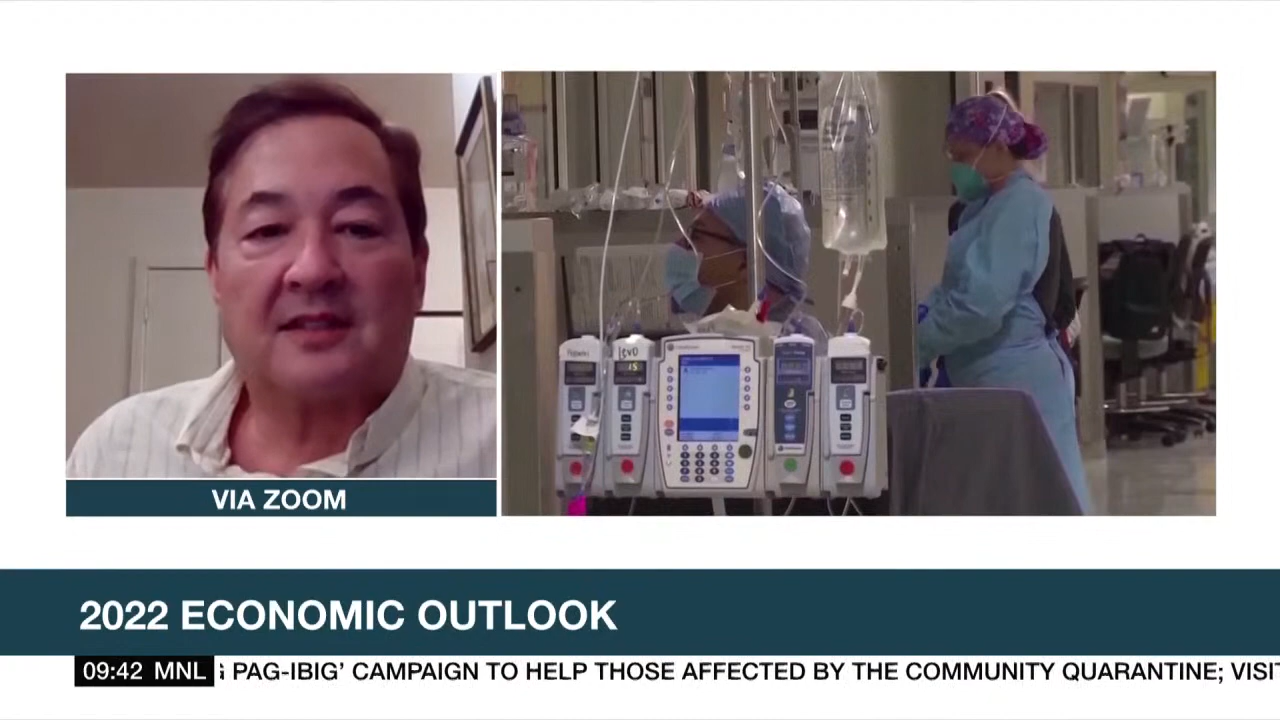 VIA ZOOM
2022 ECONOMIC OUTLOOK
09:42 MNL
PAG-IBIG’ CAMPAIGN TO HELP THOSE AFFECTED BY THE COMMUNITY QUARANTINE; VISIT